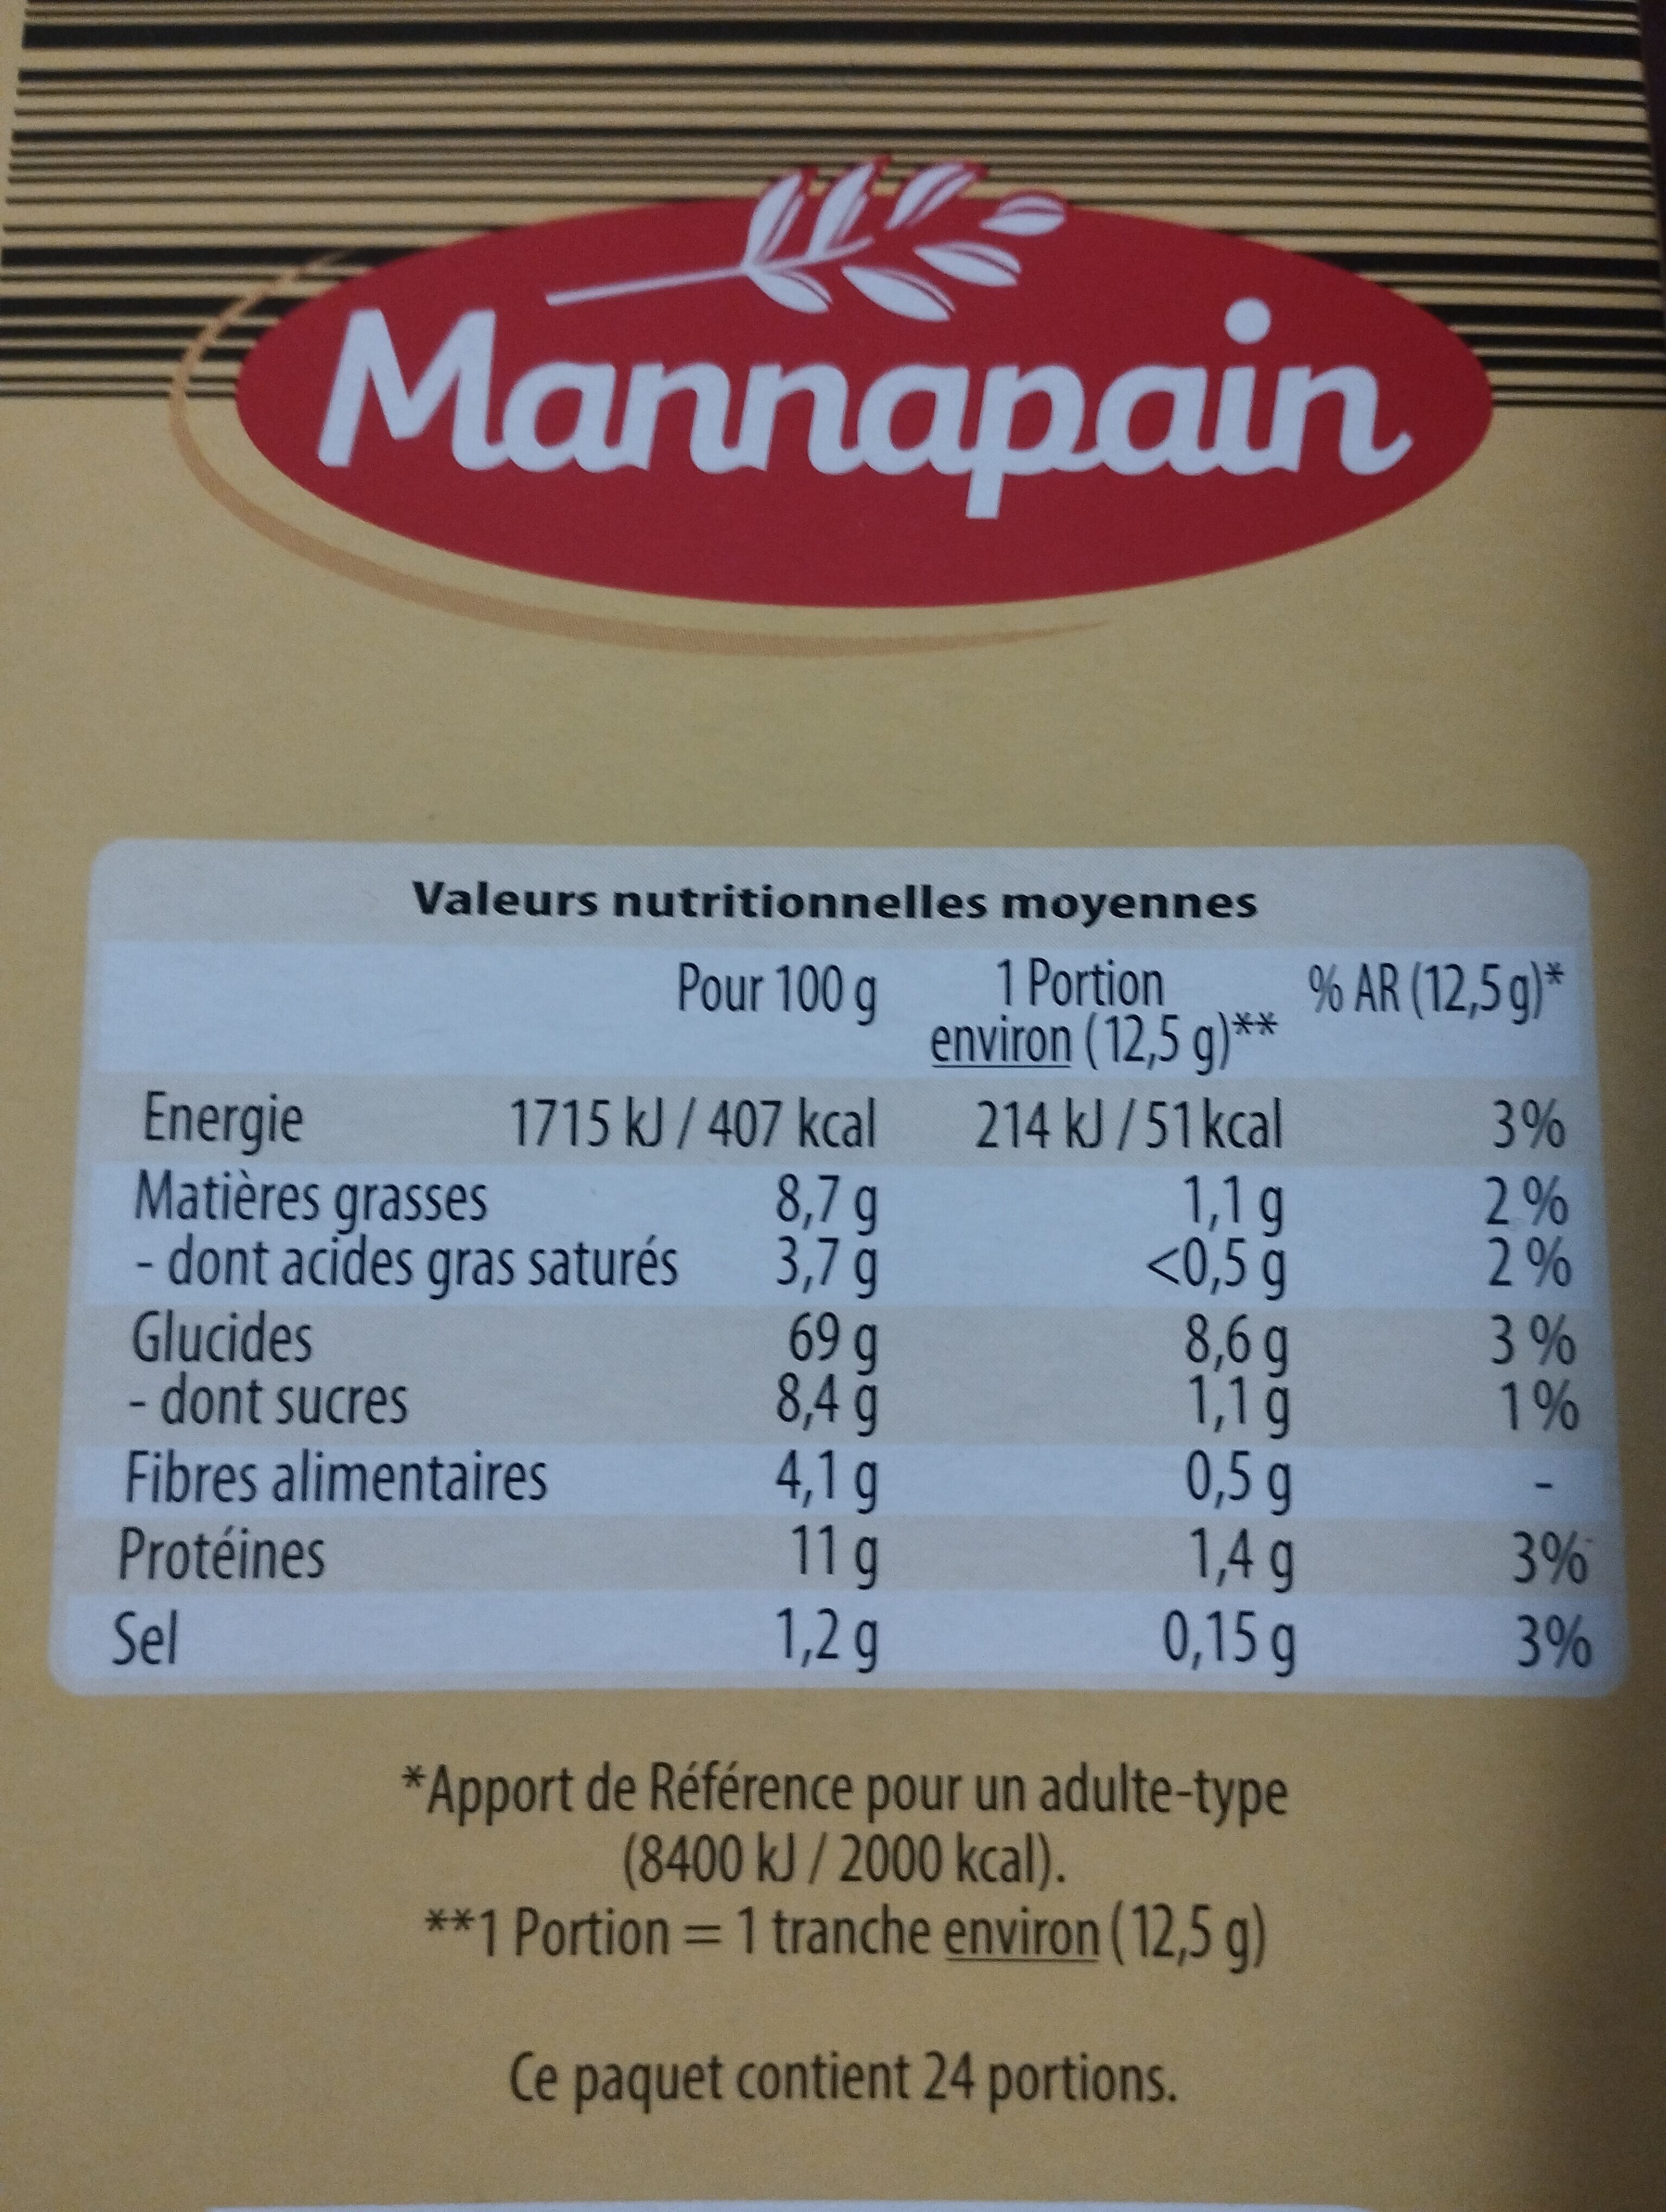 Mannapain
Valeurs nutritionnelles moyennes
Pour 100 g 1 Portion environ (12,5 g)** % AR (12,5 g)*
Energie 1715 kJ / 407 kcal 214 kJ / 51 kcal 3%
Matières grasses 8,7 g 1,1 g 2 %
- dont acides gras saturés 3,7 g <0,5 g 2 %
Glucides 69 g 8,6 g 3 %
- dont sucres 8,4 g 1,1 g 1 %
Fibres alimentaires 4,1 g 0,5 g -
Protéines 11 g 1,4 g 3%
Sel 1,2 g 0,15 g 3%
*Apport de Référence pour un adulte-type
(8400 kJ / 2000 kcal).
**1 Portion = 1 tranche environ (12,5 g)
Ce paquet contient 24 portions.